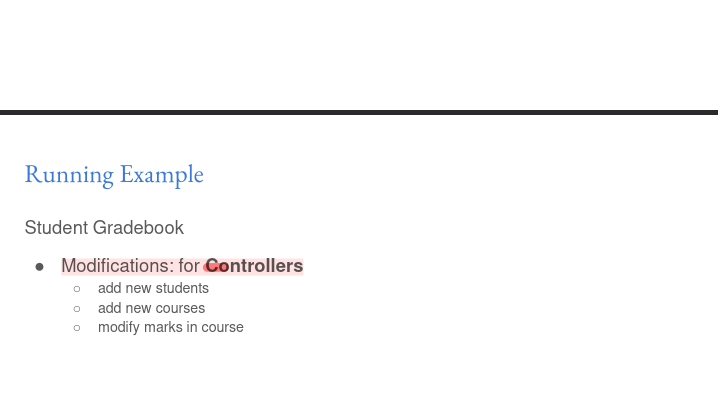 Running Example
Student Gradebook
● Modifications: for Controllers
○ add new students
○ add new courses
○ modify marks in course